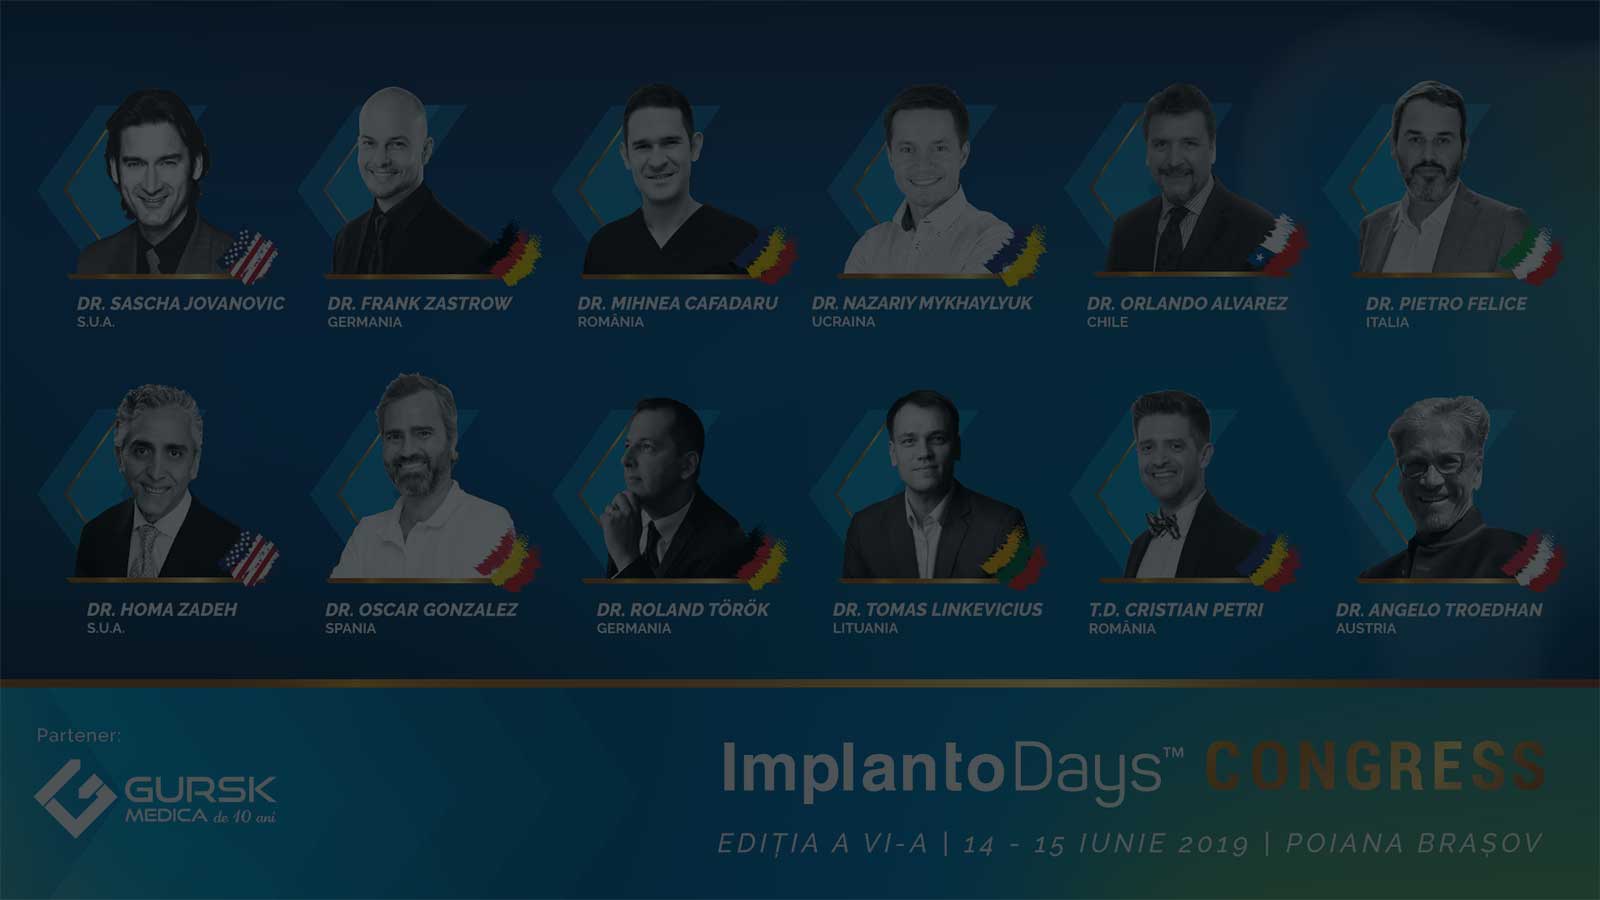 DR. SASCHA JOVANOVIC
S.U.A.
DR. FRANK ZASTROW
GERMANIA
DR. MIHNEA CAFADARU
ROMÂNIA
DR. NAZARIY MYKHAYLYUK
UCRAINA
DR. ORLANDO ALVAREZ
CHILE
DR. PIETRO FELICE
ITALIA
DR. HOMA ZADEH
S.U.A.
DR. OSCAR GONZALEZ
SPANIA
DR. ROLAND TÖRÖK
GERMANIA
DR. TOMAS LINKEVICIUS
LITUANIA
T.D. CRISTIAN PETRI
ROMÂNIA
DR. ANGELO TROEDHAN
AUSTRIA
Partener:
GURSK
MEDICA de 10 ani
ImplantoDays™ CONGRESS
EDIȚIA A VI-A | 14 - 15 IUNIE 2019 | POIANA BRAȘOV